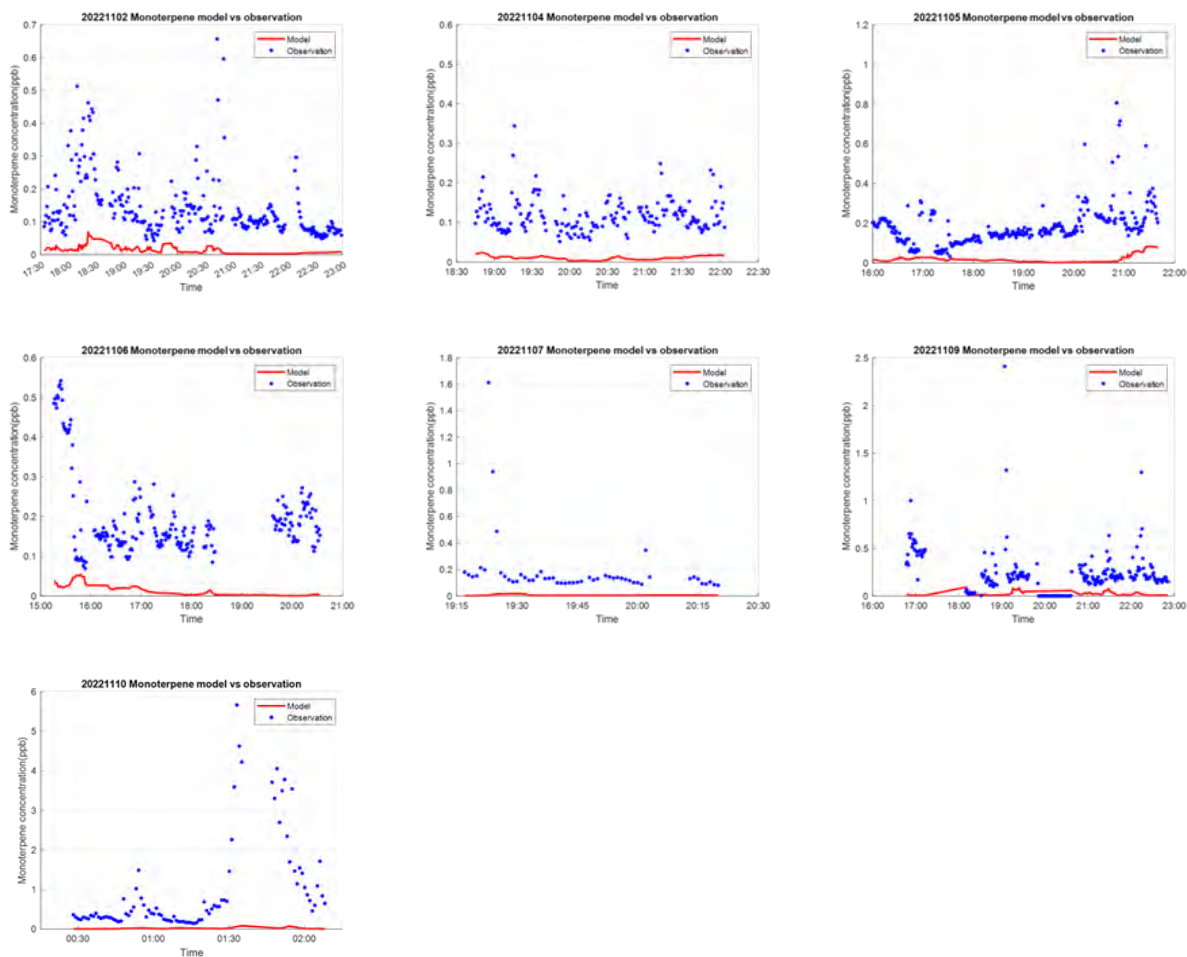 20221102 Monoterpene model vs observation
Monoterpene concentration(ppb)
0.7
0.6
0.5
0.4
0.3
0.2
0.1
0
Model
Observation
17:30
18:00
18:30
19:00
19:30
20:00
20:30
21:00
21:30
22:00
22:30
23:00
Time
20221104 Monoterpene model vs observation
Monoterpene concentration(ppb)
0.6
0.5
0.4
0.3
0.2
0.1
0
Model
Observation
18:30 19:00 19:30 20:00 20:30 21:00 21:30 22:00 22:30
Time
20221105 Monoterpene model vs observation
Monoterpene concentration(ppb)
1.2
1
0.8
0.6
0.4
0.2
0
Model
Observation
16:00 17:00 18:00 19:00 20:00 21:00 22:00
Time
20221106 Monoterpene model vs observation
Monoterpene concentration(ppb)
0.6
0.5
0.4
0.3
0.2
0.1
0
Model
Observation
15:00 16:00 17:00 18:00 19:00 20:00 21:00
Time
20221107 Monoterpene model vs observation
Monoterpene concentration(ppb)
1.8
1.6
1.4
1.2
1
0.8
0.6
0.4
0.2
0
Model
Observation
19:15 19:30 19:45 20:00 20:15 20:30
Time
20221109 Monoterpene model vs observation
Monoterpene concentration(ppb)
2.5
2
1.5
1
0.5
0
Model
Observation
16:00 17:00 18:00 19:00 20:00 21:00 22:00 23:00
Time
20221110 Monoterpene model vs observation
Monoterpene concentration(ppb)
6
5
4
3
2
1
0
Model
Observation
00:30 01:00 01:30 02:00
Time